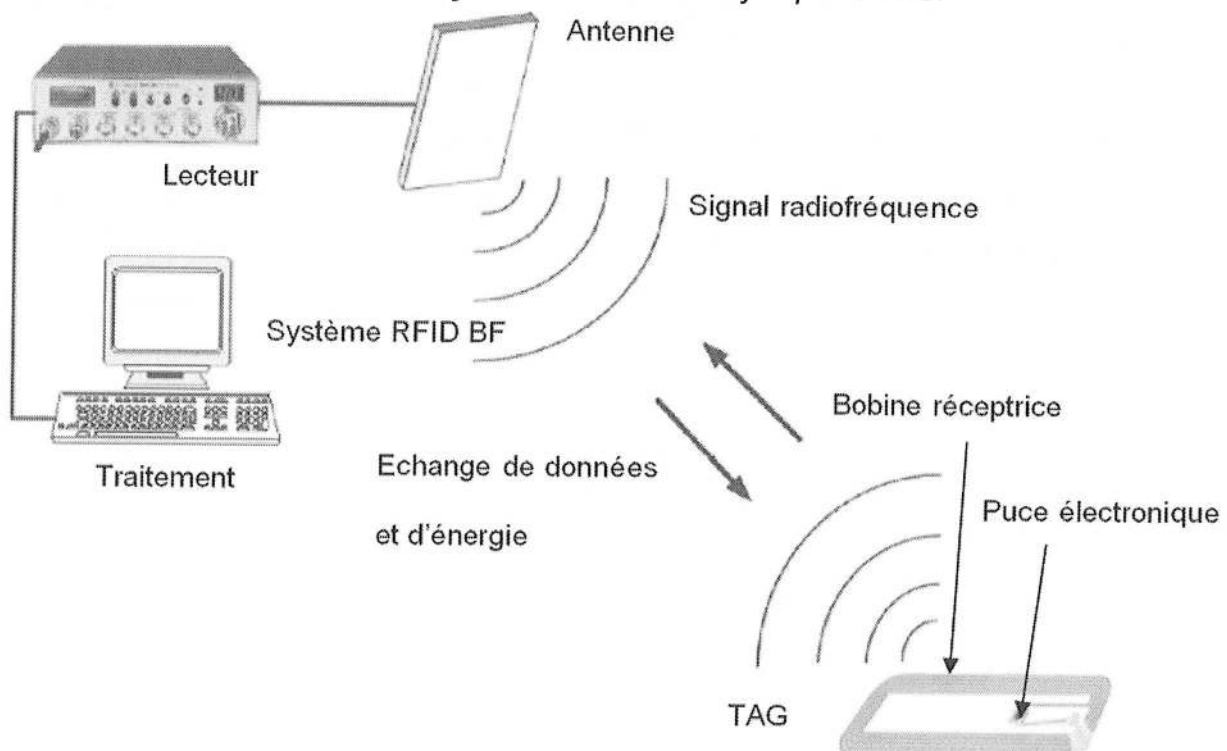 Antenne
Lecteur
Signal radiofréquence
Système RFID BF
Traitement
Echange de données
et d'énergie
Bobine réceptrice
Puce électronique
TAG